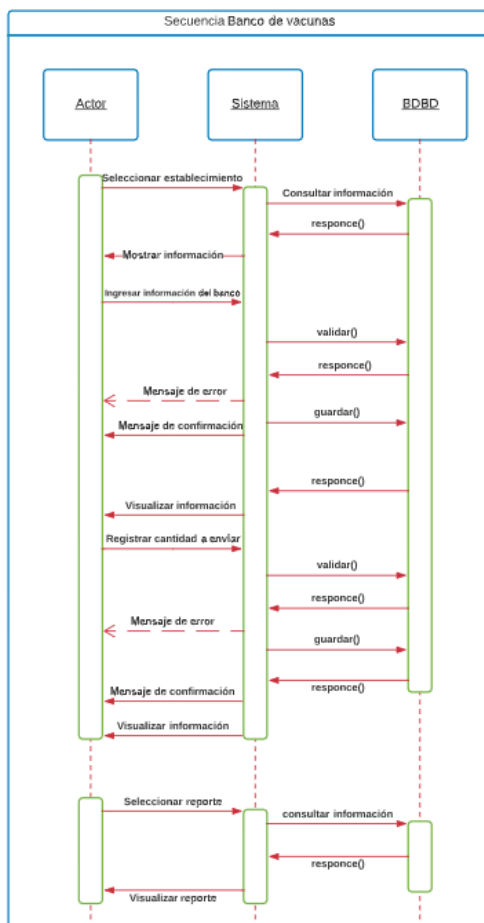 Secuencia Banco de vacunas
Actor
Sistema
BDBD
Seleccionar establecimiento
Consultar información
responce()
Mostrar información
Ingresar información del banco
validar()
responce()
Mensaje de error
guardar()
Mensaje de confirmación
responce()
Visualizar información
Registrar cantidad a envíar
validar()
responce()
Mensaje de error
guardar()
responce()
Mensaje de confirmación
Visualizar información
Seleccionar reporte
consultar información
responce()
Visualizar reporte